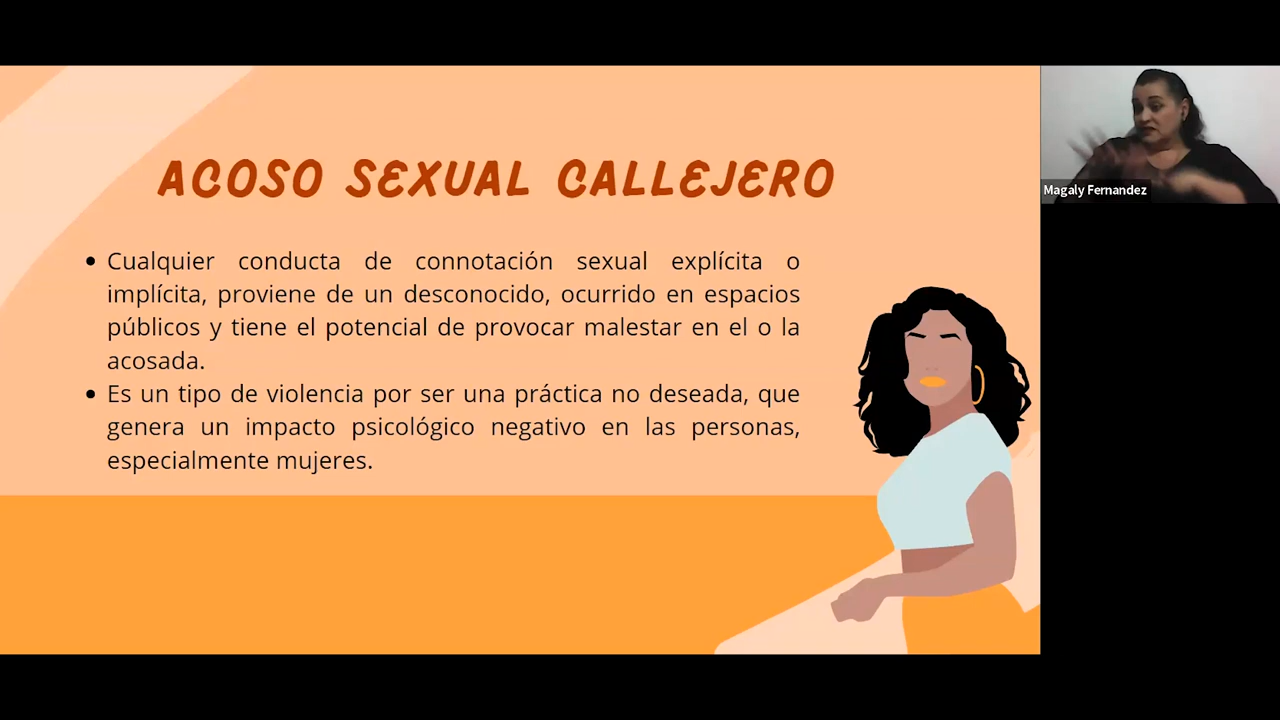 ACOSO SEXUAL CALLEJERO
Cualquier conducta de connotación sexual explícita o
implícita, proviene de un desconocido, ocurrido en espacios
públicos y tiene el potencial de provocar malestar en el o la
acosada.
Es un tipo de violencia por ser una práctica no deseada, que
genera un impacto psicológico negativo en las personas,
especialmente mujeres.
Magaly Fernandez